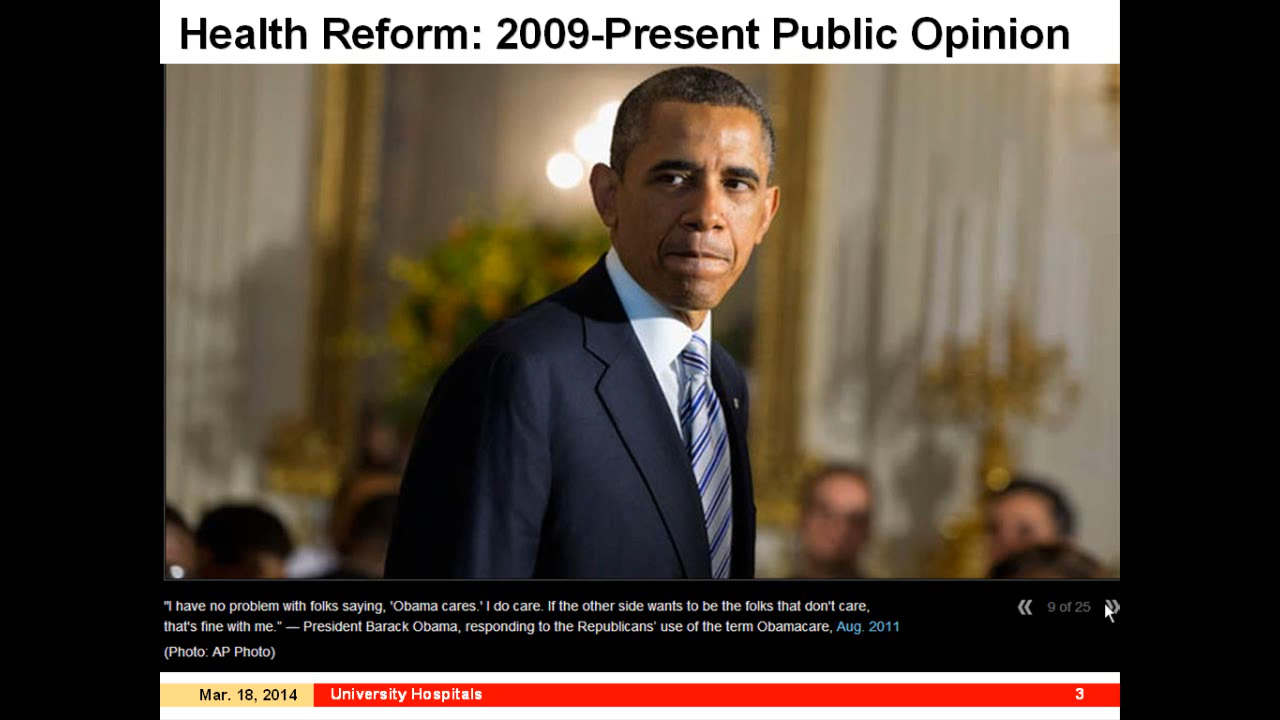 Health Reform: 2009-Present Public Opinion
"I have no problem with folks saying, 'Obama cares.' I do care. If the other side wants to be the folks that don't care,
that's fine with me.” — President Barack Obama, responding to the Republicans’ use of the term Obamacare, Aug. 2011
9 of 25
(Photo: AP Photo)
Mar. 18, 2014
University Hospitals
3